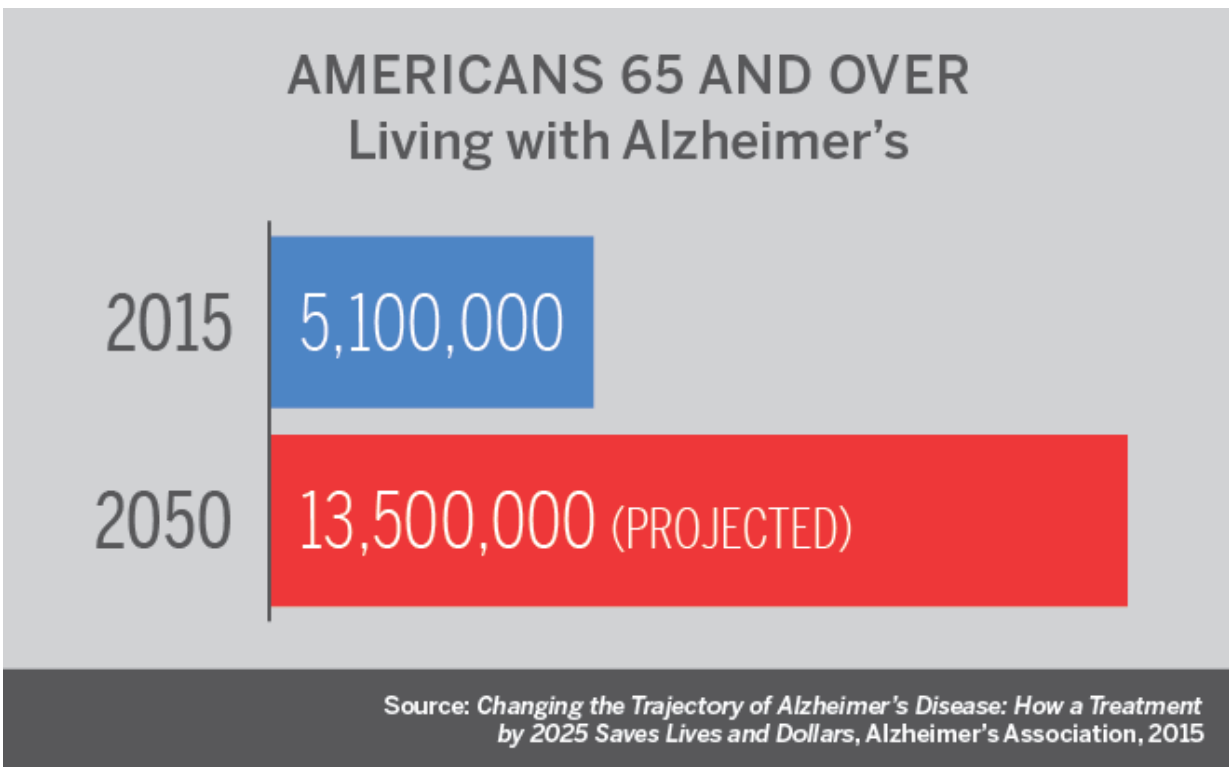 AMERICANS 65 AND OVER
Living with Alzheimer’s
2015 5,100,000
2050 13,500,000 (PROJECTED)
Source: Changing the Trajectory of Alzheimer’s Disease: How a Treatment
by 2025 Saves Lives and Dollars, Alzheimer’s Association, 2015